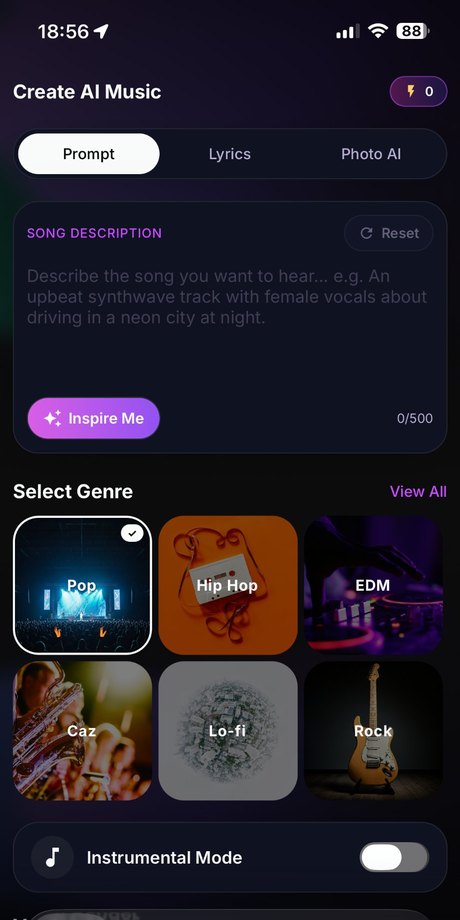 18:56
88
Create AI Music
0
Prompt
Lyrics
Photo AI
SONG DESCRIPTION
Reset
Describe the song you want to hear... e.g. An
upbeat synthwave track with female vocals about
driving in a neon city at night.
Inspire Me
0/500
Select Genre
View All
Pop
Hip Hop
EDM
Caz
Lo-fi
Rock
Instrumental Mode